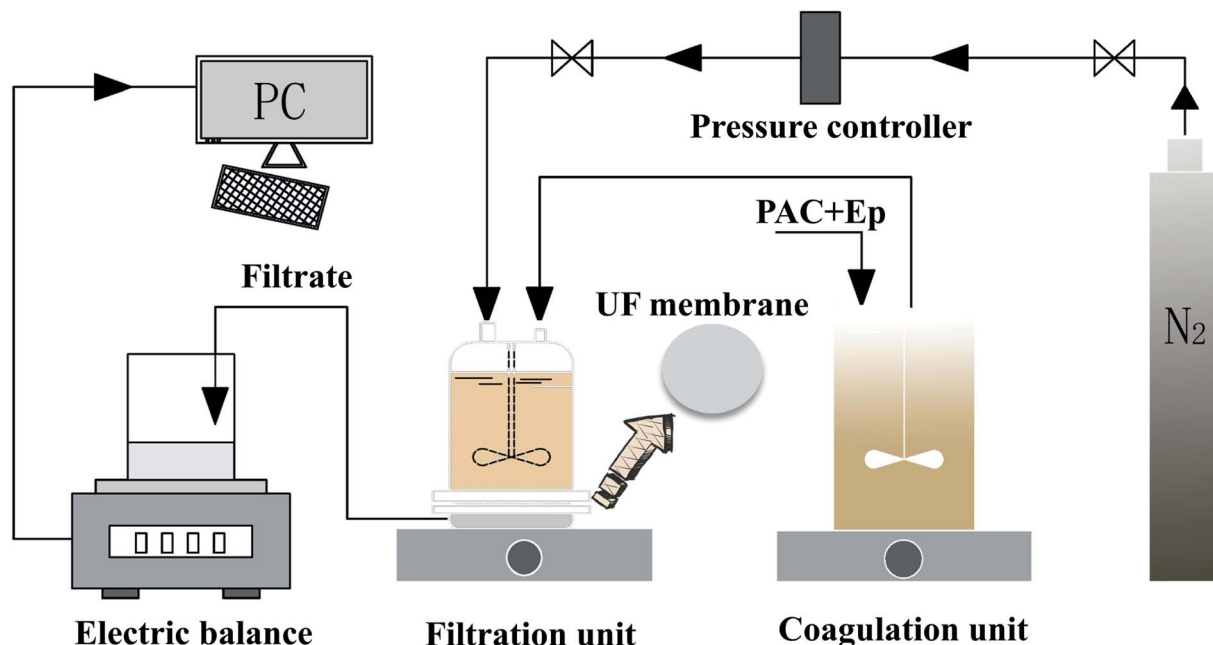 PC
Pressure controller
PAC+Ep
Filtrate
UF membrane
N2
Electric balance
Filtration unit
Coagulation unit